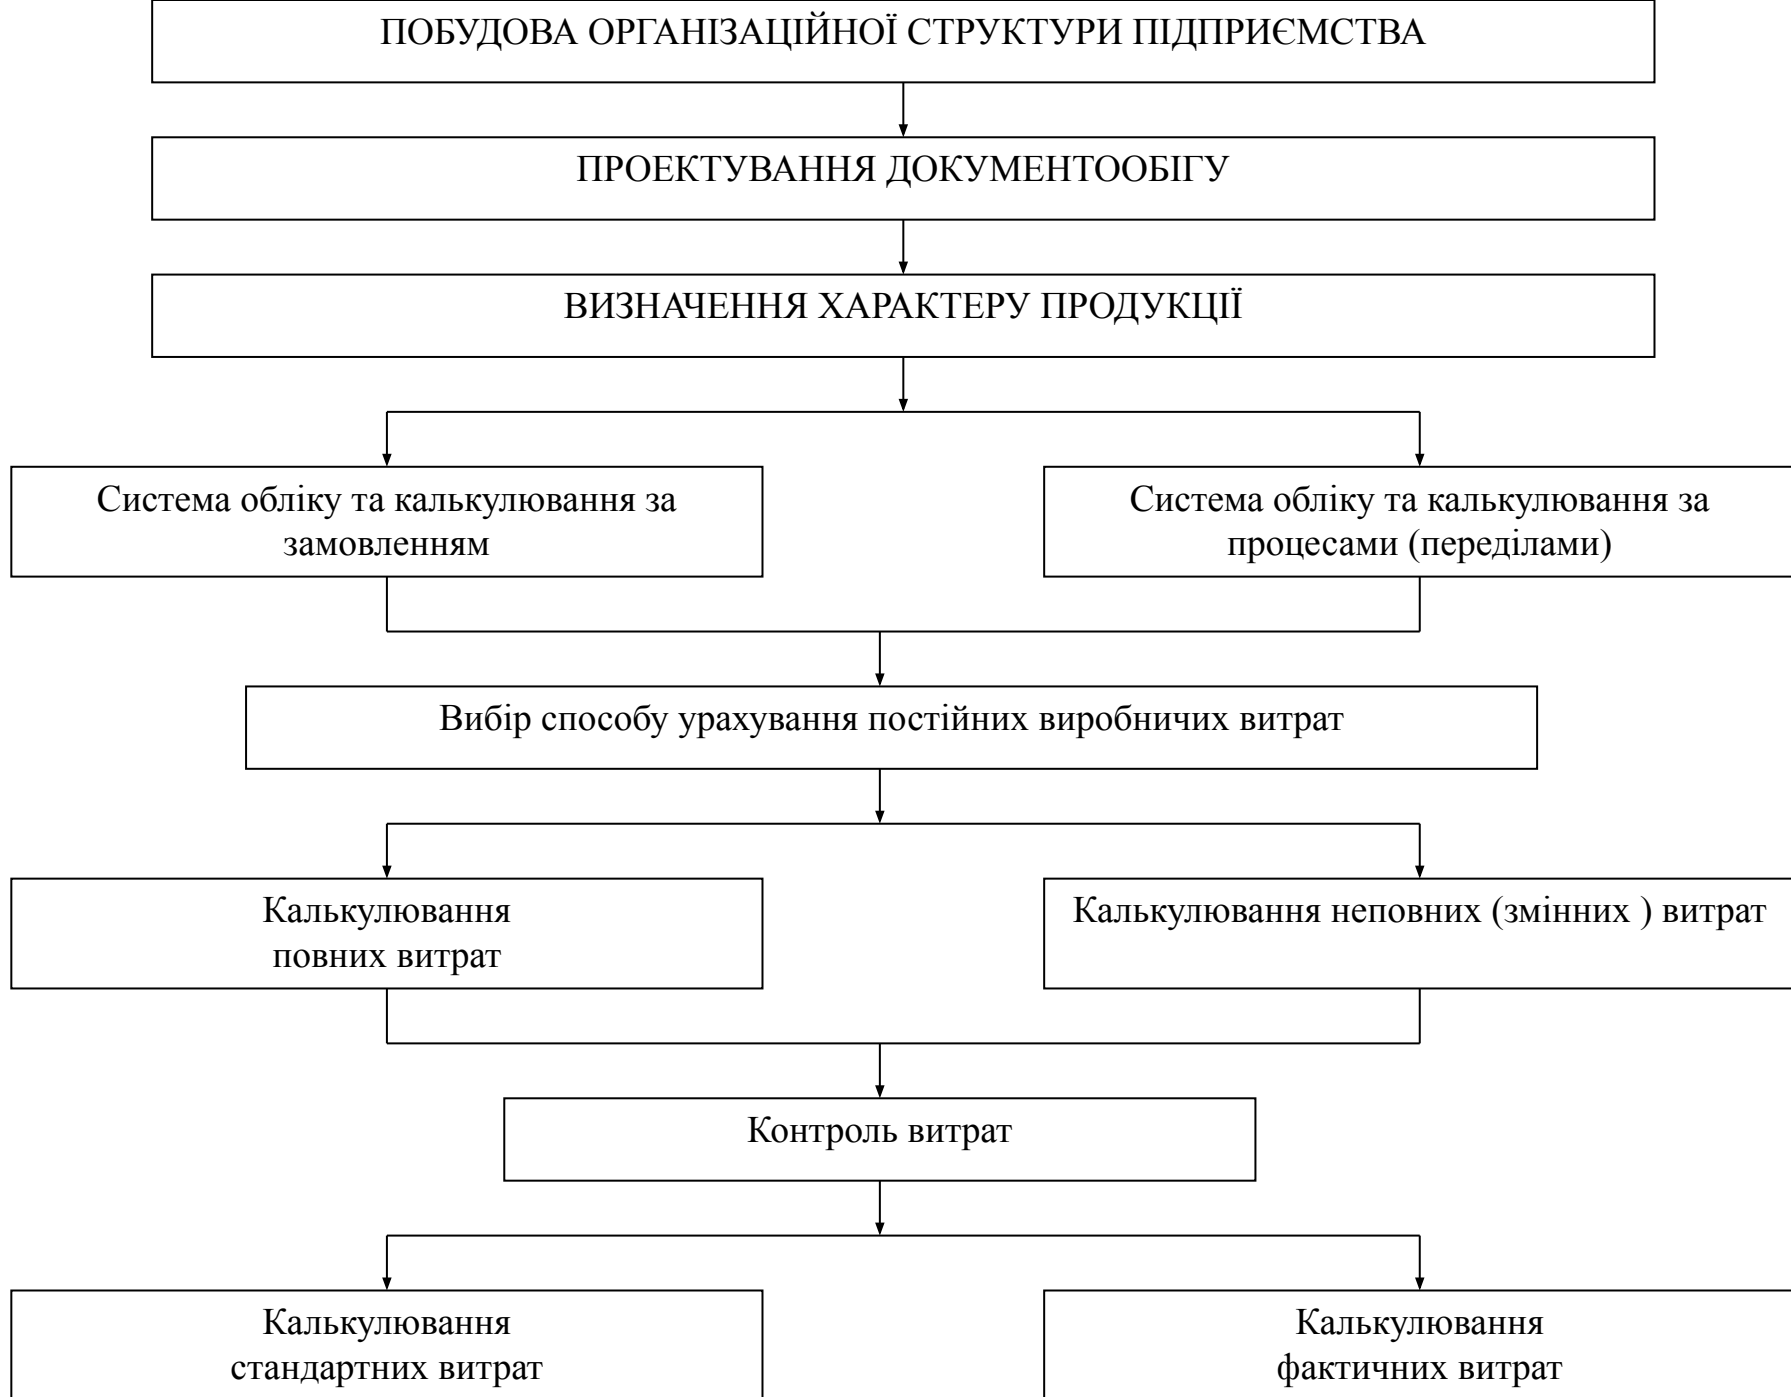 ПОБУДОВА ОРГАНІЗАЦІЙНОЇ СТРУКТУРИ ПІДПРИЄМСТВА
ПРОЕКТУВАННЯ ДОКУМЕНТООБІГУ
ВИЗНАЧЕННЯ ХАРАКТЕРУ ПРОДУКЦІЇ
Система обліку та калькулювання за
замовленням
Система обліку та калькулювання за
процесами (переділами)
Вибір способу урахування постійних виробничих витрат
Калькулювання
повних витрат
Калькулювання неповних (змінних ) витрат
Контроль витрат
Калькулювання
стандартних витрат
Калькулювання
фактичних витрат